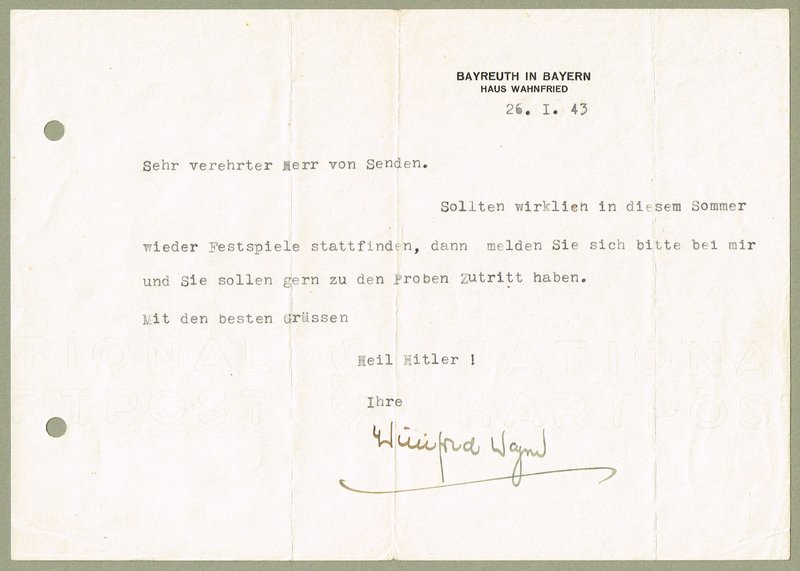 BAYREUTH IN BAYERN
HAUS WAHNFRIED
26. I. 43
Sehr verehrter Herr von Senden.
Sollten wirklich in diesem Sommer
wieder Festspiele stattfinden, dann melden Sie sich bitte bei mir
und Sie sollen gern zu den Proben Zutritt haben.
Mit den besten Grüssen
Heil Hitler !
Ihre
Winifred Wagner